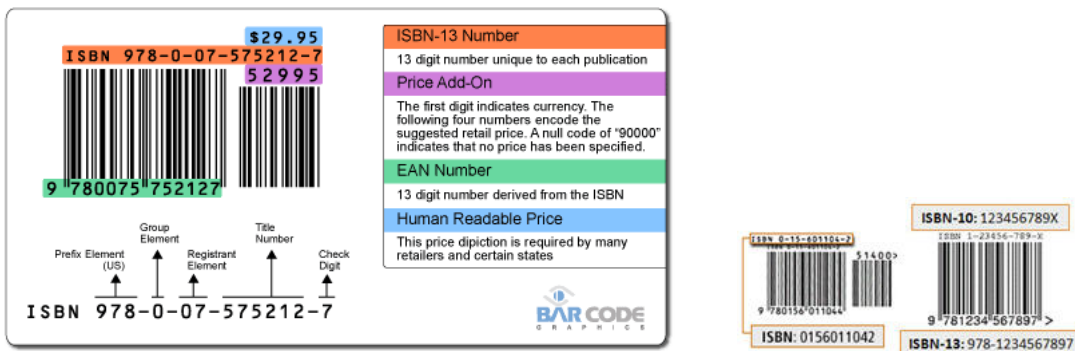 $29.95
ISBN 978-0-07-575212-7
52995
9 780075 752127
ISBN-13 Number
13 digit number unique to each publication
Price Add-On
The first digit indicates currency. The
following four numbers encode the
suggested retail price. A null code of "90000"
indicates that no price has been specified.
EAN Number
13 digit number derived from the ISBN
Human Readable Price
This price dipiction is required by many
retailers and certain states
Prefix Element
(US)
Group
Element
Registrant
Element
Title
Number
Check
Digit
ISBN 978-0-07-575212-7
BAR CODE
GRAPHICS
ISBN 0-15-601104-2
51400>
9 780156 011044
ISBN: 0156011042
ISBN-10: 123456789X
ISBN 1-23456-789-X
9 781234 567897 >
ISBN-13: 978-1234567897